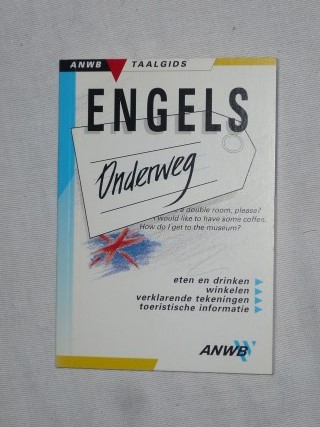 ANWB TAALGIDS
ENGELS
Onderweg
a double room, please?
would like to have some coffee.
How do I get to the museum?
eten en drinken
winkelen
verklarende tekeningen
toeristische informatie
ANWB